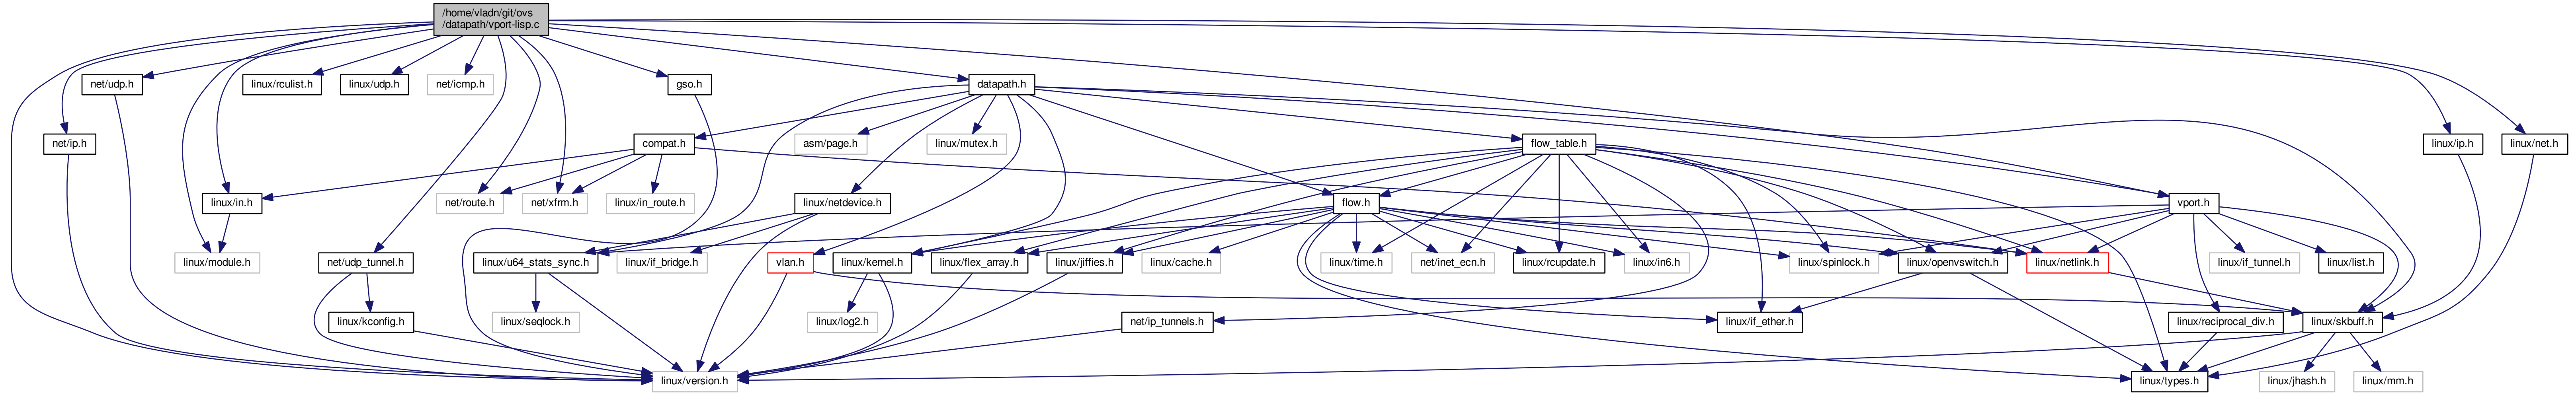 /home/vladn/git/ovs
/datapath/vport-lisp.c
net/udp.h
linux/rculist.h
linux/udp.h
net/icmp.h
gso.h
datapath.h
net/ip.h
compat.h
asm/page.h
linux/mutex.h
flow_table.h
linux/ip.h
linux/net.h
linux/in.h
net/route.h
net/xfrm.h
linux/in_route.h
linux/netdevice.h
flow.h
vport.h
linux/module.h
net/udp_tunnel.h
linux/u64_stats_sync.h
linux/if_bridge.h
vlan.h
linux/kernel.h
linux/flex_array.h
linux/jiffies.h
linux/cache.h
linux/time.h
net/inet_ecn.h
linux/rcupdate.h
linux/in6.h
linux/spinlock.h
linux/openvswitch.h
linux/netlink.h
linux/if_tunnel.h
linux/list.h
linux/kconfig.h
linux/seqlock.h
linux/log2.h
net/ip_tunnels.h
linux/if_ether.h
linux/reciprocal_div.h
linux/skbuff.h
linux/version.h
linux/types.h
linux/jhash.h
linux/mm.h